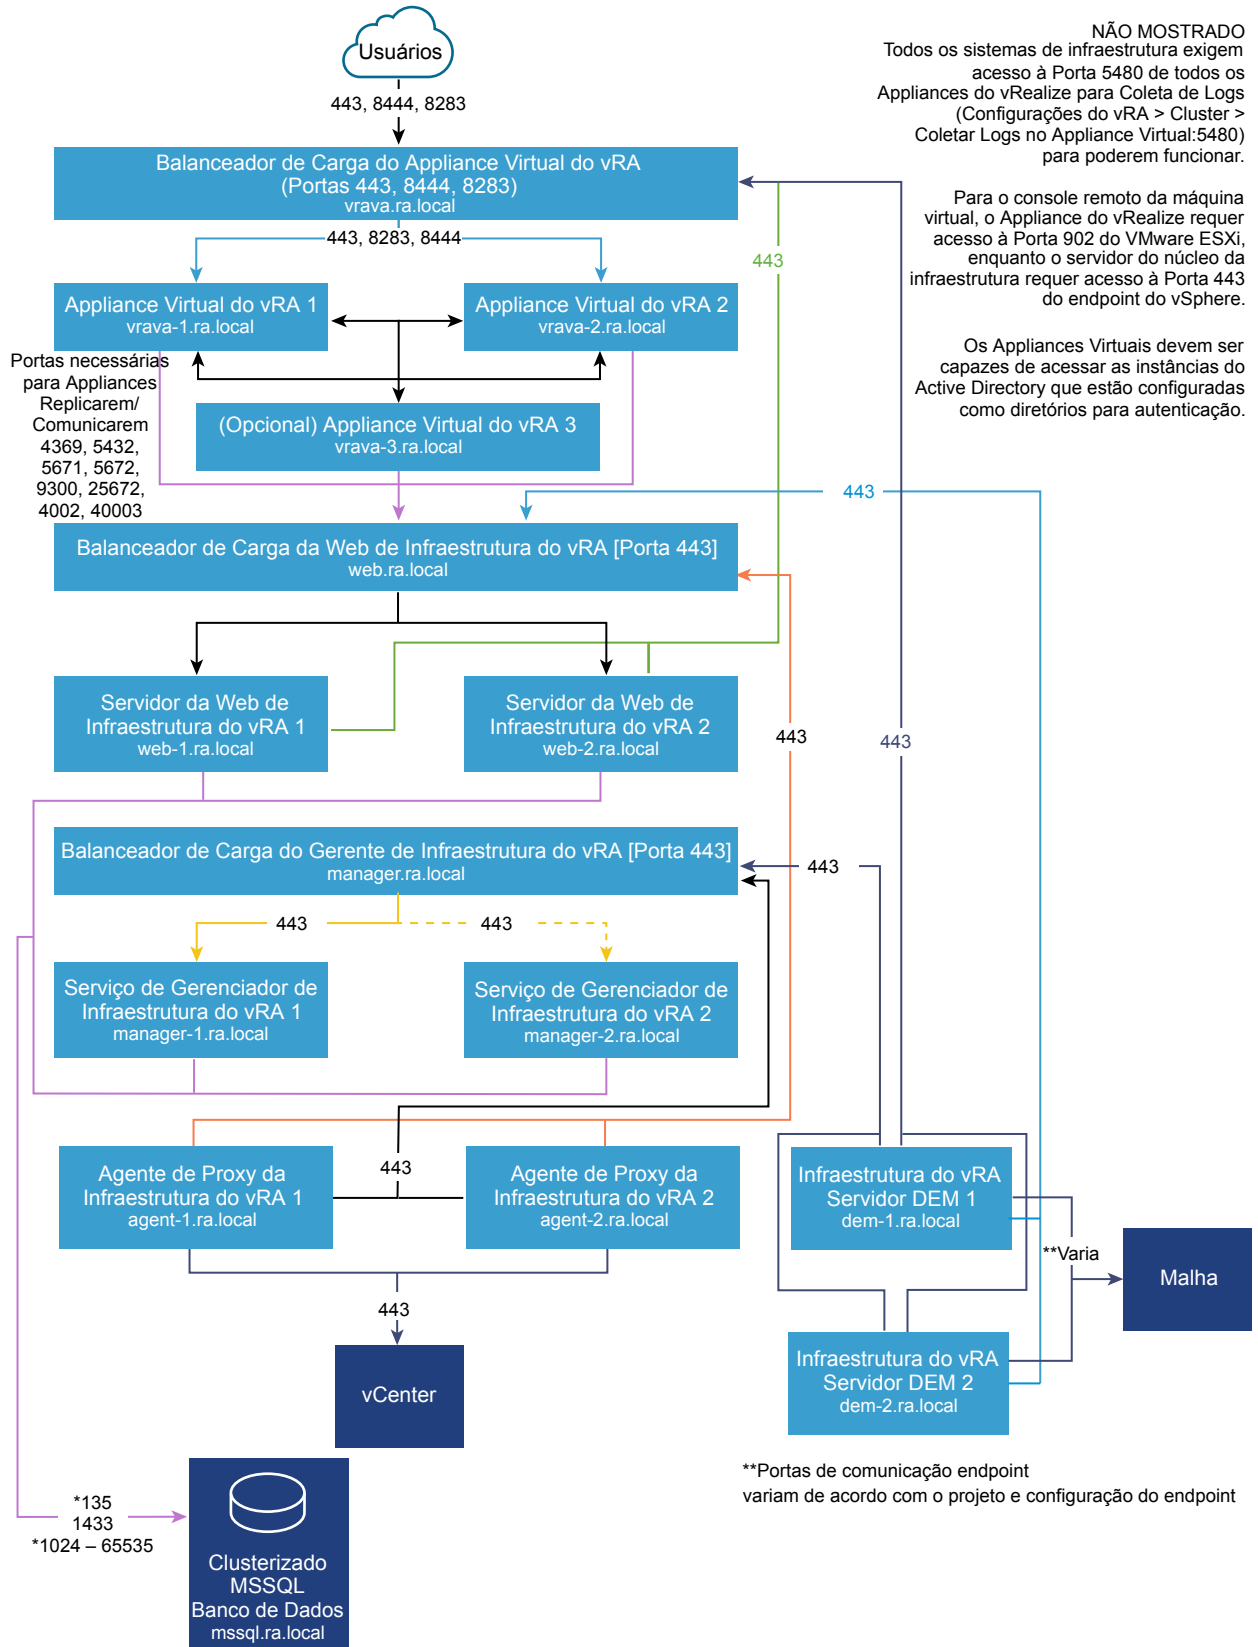 Usuários
443, 8444, 8283
NÃO MOSTRADO
Todos os sistemas de infraestrutura exigem
acesso à Porta 5480 de todos os
Appliances do vRealize para Coleta de Logs
(Configurações do vRA > Cluster >
Coletar Logs no Appliance Virtual:5480)
para poderem funcionar.
Para o console remoto da máquina
virtual, o Appliance do vRealize requer
acesso à Porta 902 do VMware ESXi,
enquanto o servidor do núcleo da
infraestrutura requer acesso à Porta 443
do endpoint do vSphere.
Os Appliances Virtuais devem ser
capazes de acessar as instâncias do
Active Directory que estão configuradas
como diretórios para autenticação.
Balanceador de Carga do Appliance Virtual do vRA
(Portas 443, 8444, 8283)
vrava.ra.local
443, 8283, 8444
443
Appliance Virtual do vRA 1
vrava-1.ra.local
Appliance Virtual do vRA 2
vrava-2.ra.local
Portas necessárias
para Appliances
Replicarem/
Comunicarem
4369, 5432,
5671, 5672,
9300, 25672,
4002, 40003
(Opcional) Appliance Virtual do vRA 3
vrava-3.ra.local
443
Balanceador de Carga da Web de Infraestrutura do vRA [Porta 443]
web.ra.local
Servidor da Web de
Infraestrutura do vRA 1
web-1.ra.local
Servidor da Web de
Infraestrutura do vRA 2
web-2.ra.local
443
443
Balanceador de Carga do Gerente de Infraestrutura do vRA [Porta 443]
manager.ra.local
443
443
443
Serviço de Gerenciador de
Infraestrutura do vRA 1
manager-1.ra.local
Serviço de Gerenciador de
Infraestrutura do vRA 2
manager-2.ra.local
Agente de Proxy da
Infraestrutura do vRA 1
agent-1.ra.local
443
Agente de Proxy da
Infraestrutura do vRA 2
agent-2.ra.local
Infraestrutura do vRA
Servidor DEM 1
dem-1.ra.local
**Varia
Malha
443
vCenter
Infraestrutura do vRA
Servidor DEM 2
dem-2.ra.local
**Portas de comunicação endpoint
variam de acordo com o projeto e configuração do endpoint
*135
1433
*1024 – 65535
Clusterizado
MSSQL
Banco de Dados
mssql.ra.local